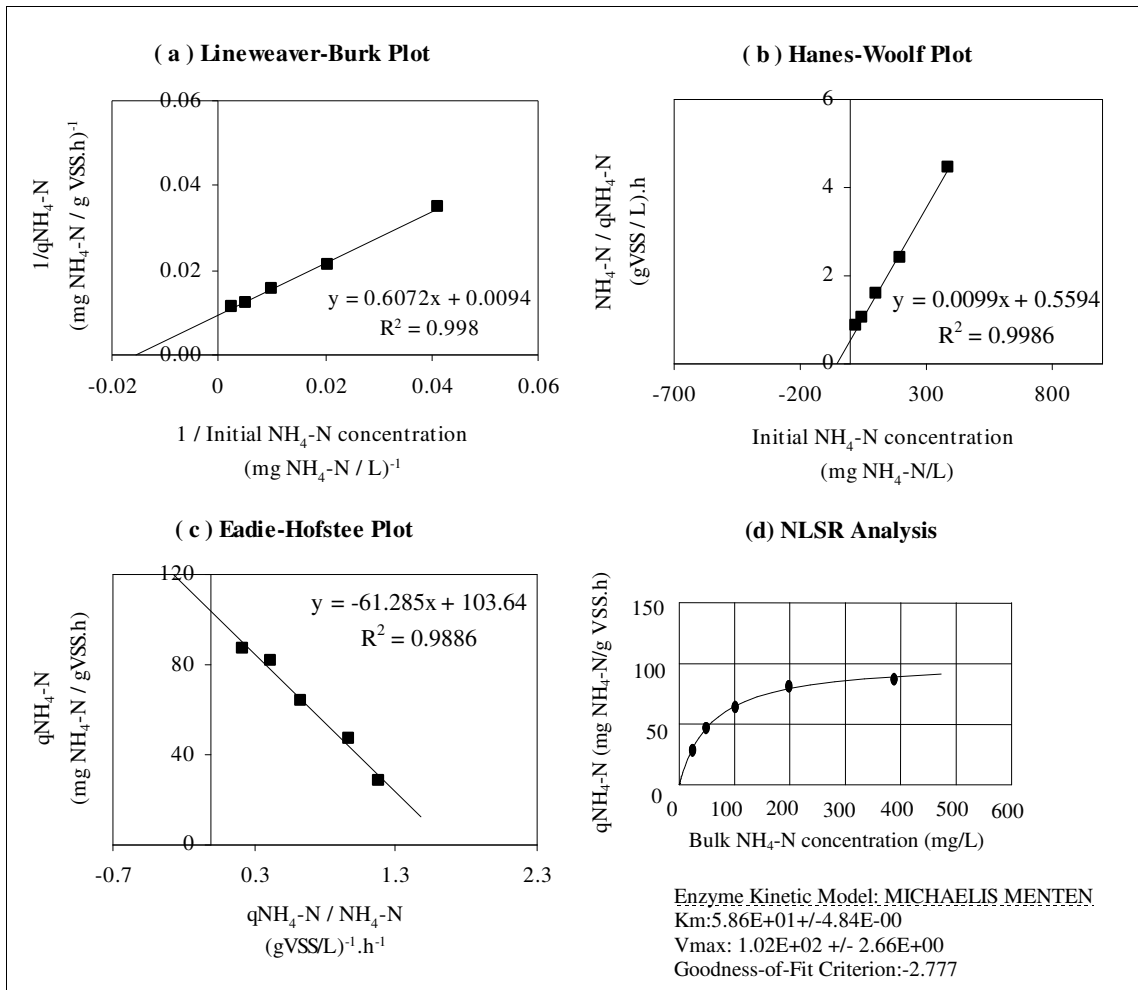 ( a ) Lineweaver-Burk Plot
0.06
0.04
0.02
0.00
-0.02 0 0.02 0.04 0.06
1/qNH₄-N
(mg NH₄-N / g VSS.h)⁻¹
y = 0.6072x + 0.0094
R² = 0.998
1 / Initial NH₄-N concentration
(mg NH₄-N / L)⁻¹
( b ) Hanes-Woolf Plot
6
4
2
0
-700 -200 300 800
NH₄-N / qNH₄-N
(gVSS / L).h
y = 0.0099x + 0.5594
R² = 0.9986
Initial NH₄-N concentration
(mg NH₄-N/L)
( c ) Eadie-Hofstee Plot
120
80
40
0
-0.7 0.3 1.3 2.3
qNH₄-N
(mg NH₄-N / gVSS.h)
y = -61.285x + 103.64
R² = 0.9886
qNH₄-N / NH₄-N
(gVSS/L)⁻¹.h⁻¹
(d) NLSR Analysis
150
100
50
0
0 100 200 300 400 500 600
qNH₄-N (mg NH₄-N/g VSS.h)
Bulk NH₄-N concentration (mg/L)
Enzyme Kinetic Model: MICHAELIS MENTEN
Km:5.86E+01+/-4.84E-00
Vmax: 1.02E+02 +/- 2.66E+00
Goodness-of-Fit Criterion:-2.777